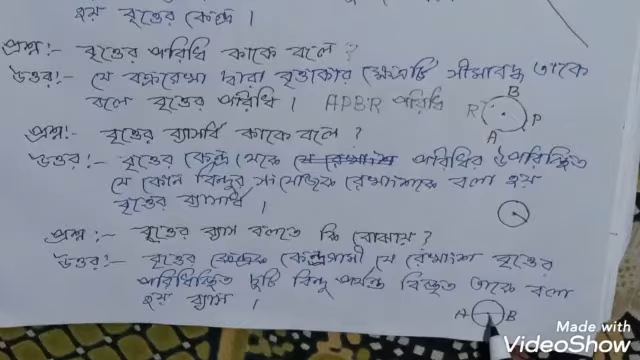 হয় বৃত্তের কেন্দ্র ।
প্রশ্ন:- বৃত্তের পরিধি কাকে বলে ?
উত্তর:- যে বক্ররেখা দ্বারা বৃত্তাকার ক্ষেত্রটি সীমাবদ্ধ তাকে
বলে বৃত্তের পরিধি । APBR পরিধি
B
R
P
A
প্রশ্ন:- বৃত্তের ব্যাসার্ধ কাকে বলে ?
উত্তর:- বৃত্তের কেন্দ্র থেকে পরিধির উপরিস্থিত
যে কোন বিন্দুর সংযোজক রেখাংশকে বলা হয়
বৃত্তের ব্যাসার্ধ ।
প্রশ্ন:- বৃত্তের ব্যাস বলতে কি বোঝায় ?
উত্তর:- বৃত্তের কেন্দ্রগামী যে রেখাংশ বৃত্তের
পরিধিস্থিত দুটি বিন্দু পর্যন্ত বিস্তৃত তাকে বলা
হয় ব্যাস ।
A B
Made with
VideoShow